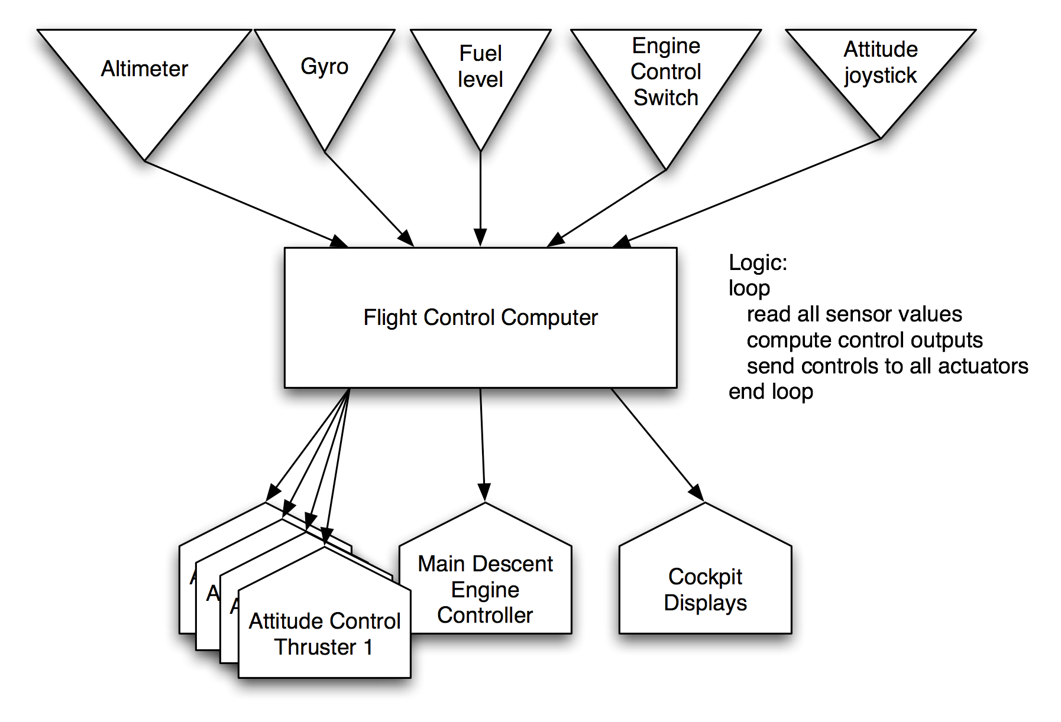 Altimeter
Gyro
Fuel
level
Engine
Control
Switch
Attitude
joystick
Flight Control Computer
Logic:
loop
read all sensor values
compute control outputs
send controls to all actuators
end loop
A
A
A
Attitude Control
Thruster 1
Main Descent
Engine
Controller
Cockpit
Displays